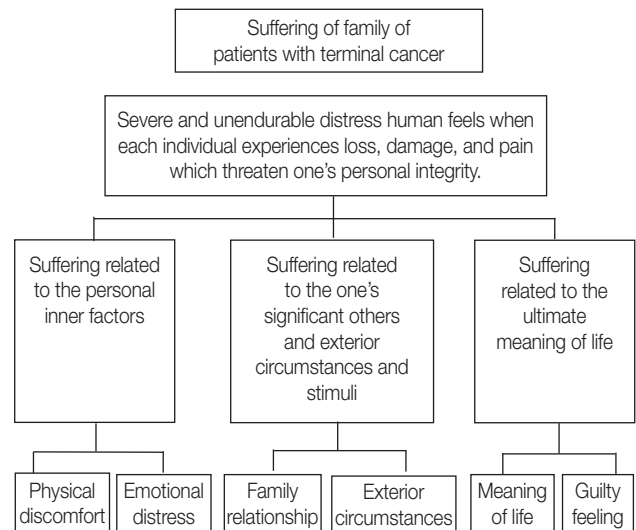 Suffering of family of
patients with terminal cancer
Severe and unendurable distress human feels when
each individual experiences loss, damage, and pain
which threaten one's personal integrity.
Suffering related
to the personal
inner factors
Suffering related
to the one's
significant others
and exterior
circumstances and
stimuli
Suffering
related to the
ultimate
meaning of life
Physical
discomfort
Emotional
distress
Family
relationship
Exterior
circumstances
Meaning
of life
Guilty
feeling